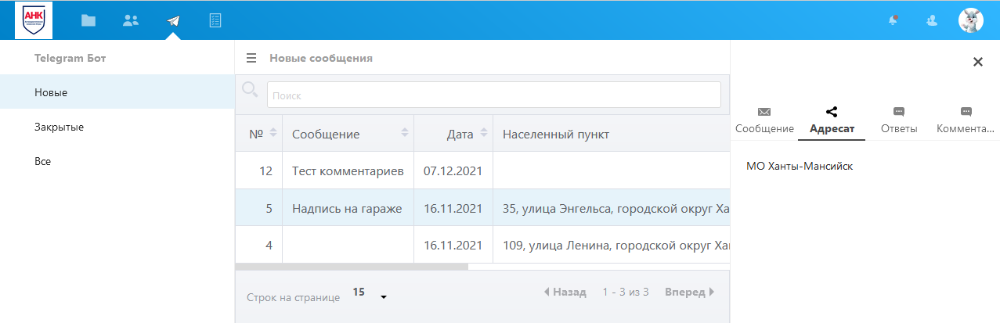 АНК
Telegram Бот
Новые
Закрытые
Все
Новые сообщения
Поиск
№ Сообщение Дата Населенный пункт
12 Тест комментариев 07.12.2021
5 Надпись на гараже 16.11.2021 35, улица Энгельса, городской округ Ха
4 16.11.2021 109, улица Ленина, городской округ Хан
Строк на странице 15 Назад 1 - 3 из 3 Вперед
Сообщение Адресат Ответы Коммента...
МО Ханты-Мансийск